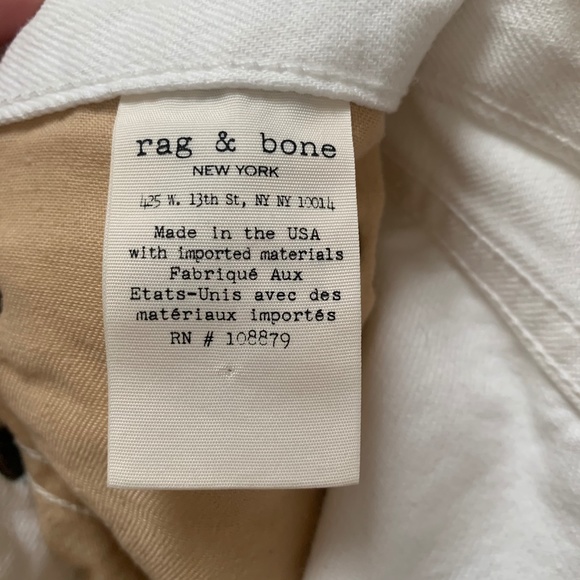 rag & bone
NEW YORK
425 W. 13th St, NY NY 10014
Made in the USA
with imported materials
Fabriqué Aux
Etats-Unis avec des
matériaux importés
RN # 108879